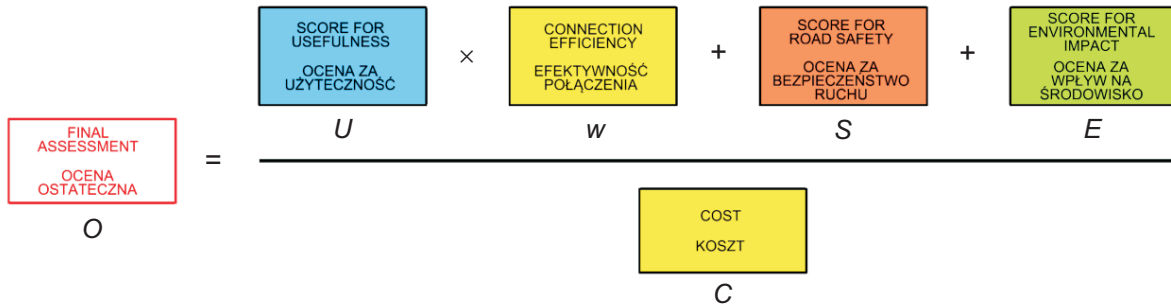 SCORE FOR
USEFULNESS
OCENA ZA
UŻYTECZNOŚĆ
U
×
CONNECTION
EFFICIENCY
EFEKTYWNOŚĆ
POŁĄCZENIA
w
+
SCORE FOR
ROAD SAFETY
OCENA ZA
BEZPIECZEŃSTWO
RUCHU
S
+
SCORE FOR
ENVIRONMENTAL
IMPACT
OCENA ZA
WPŁYW NA
ŚRODOWISKO
E
FINAL
ASSESSMENT
OCENA
OSTATECZNA
O
=
COST
KOSZT
C